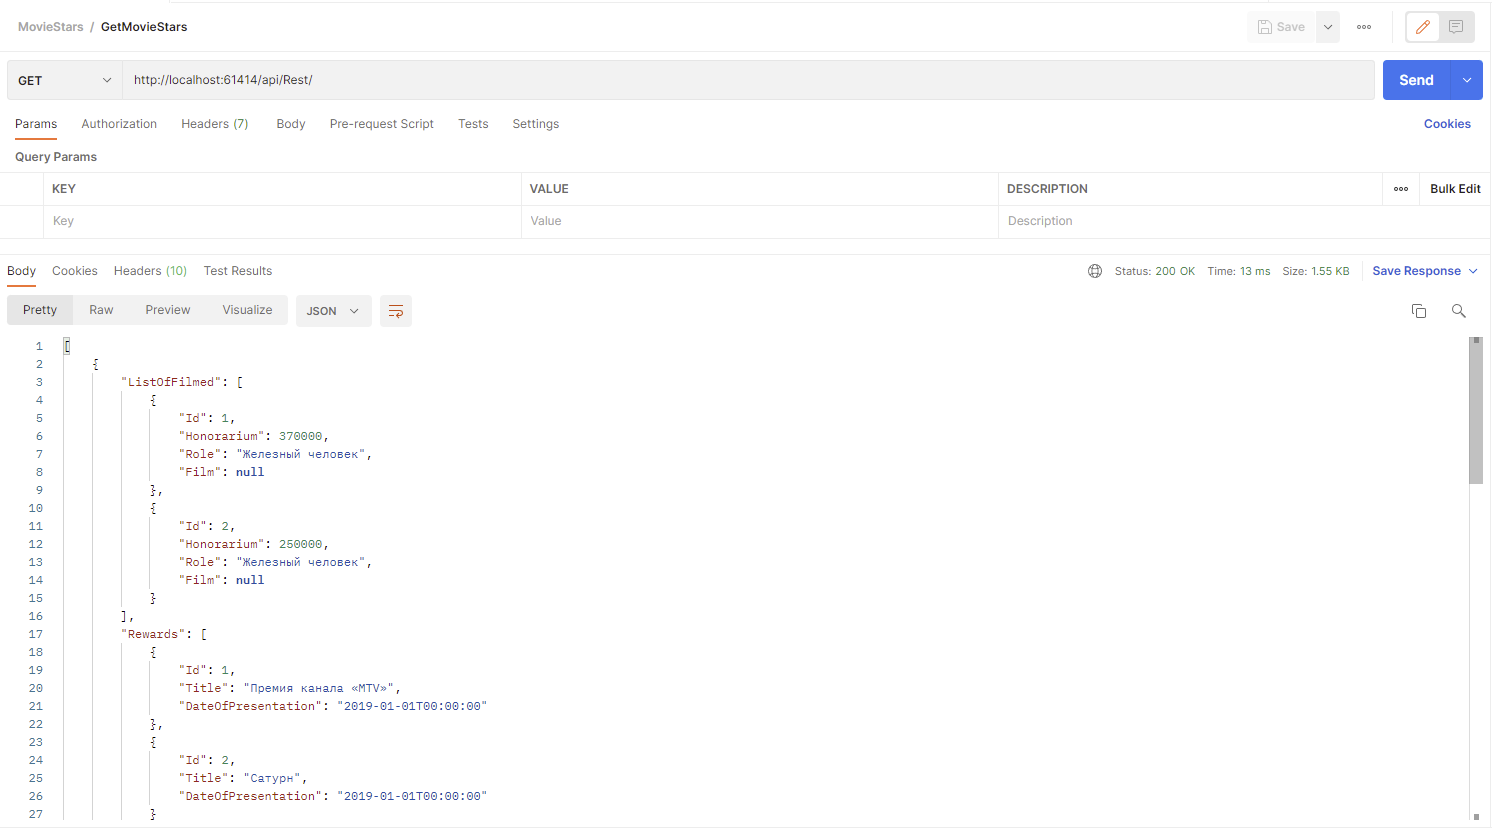 MovieStars / GetMovieStars
Save
GET
http://localhost:61414/api/Rest/
Send
Params Authorization Headers (7) Body Pre-request Script Tests Settings Cookies
Query Params
KEY VALUE DESCRIPTION Bulk Edit
Key Value Description
Body Cookies Headers (10) Test Results Status: 200 OK Time: 13 ms Size: 1.55 KB Save Response
Pretty Raw Preview Visualize JSON
1 [
2 {
3 "ListOfFilmed": [
4 {
5 "Id": 1,
6 "Honorarium": 370000,
7 "Role": "Железный человек",
8 "Film": null
9 },
10 {
11 "Id": 2,
12 "Honorarium": 250000,
13 "Role": "Железный человек",
14 "Film": null
15 }
16 ],
17 "Rewards": [
18 {
19 "Id": 1,
20 "Title": "Премия канала «MTV»",
21 "DateOfPresentation": "2019-01-01T00:00:00"
22 },
23 {
24 "Id": 2,
25 "Title": "Сатурн",
26 "DateOfPresentation": "2019-01-01T00:00:00"
27 }